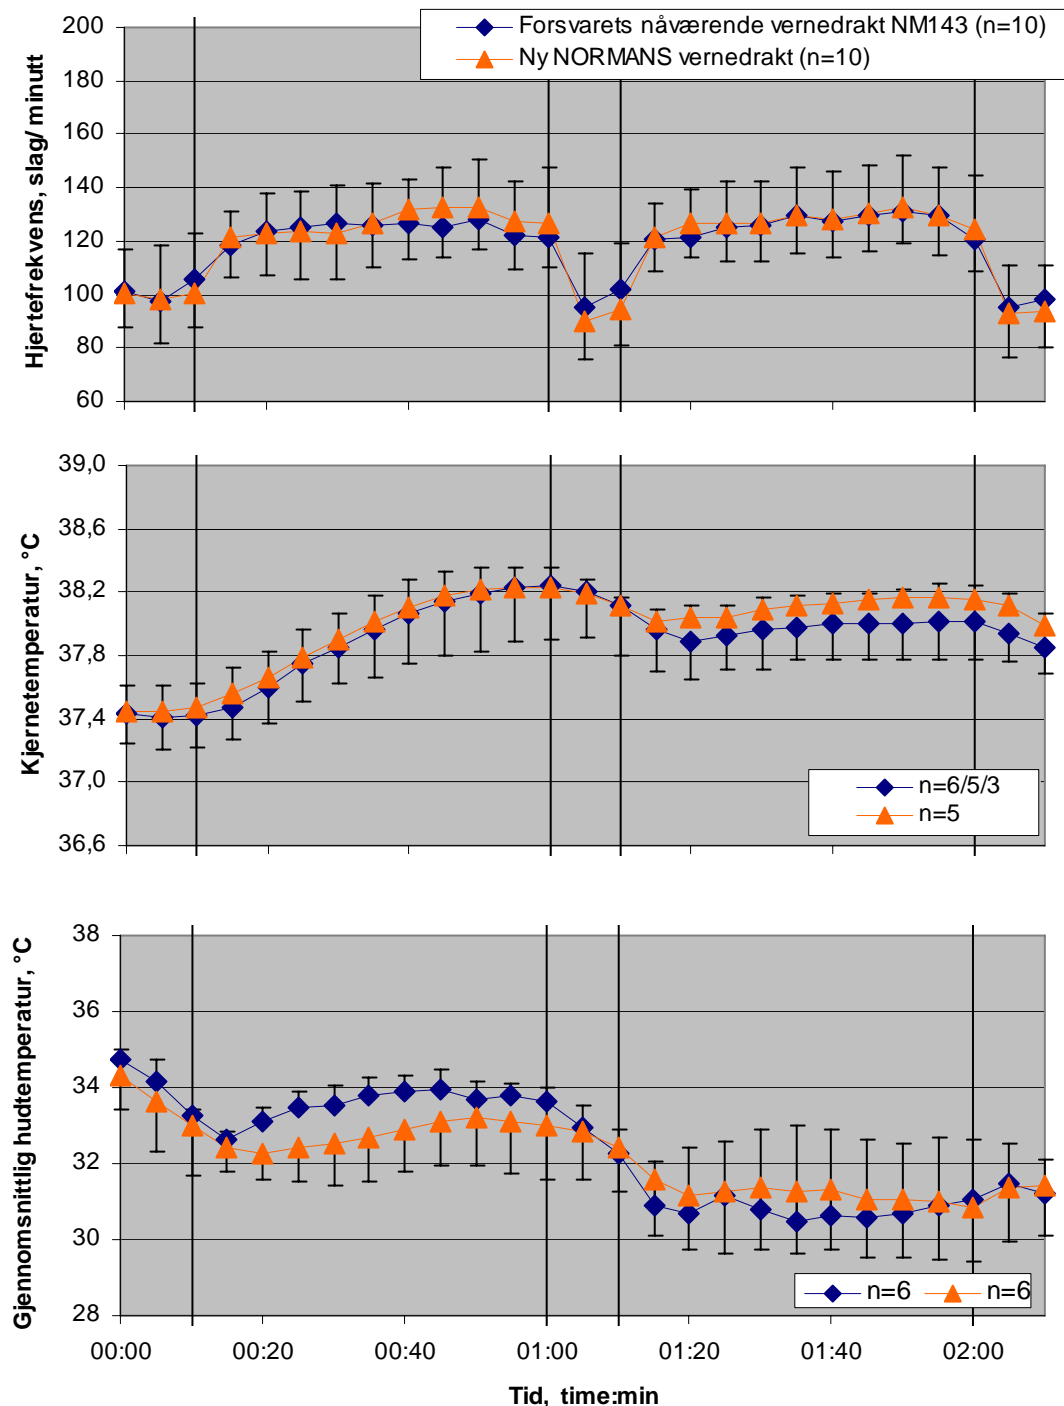 Forsvarets nåværende vernedrakt NM143 (n=10)
Ny NORMANS vernedrakt (n=10)
Hjertefrekvens, slag/minutt
200
180
160
140
120
100
80
60
Kjernetemperatur, °C
39,0
38,6
38,2
37,8
37,4
37,0
36,6
n=6/5/3
n=5
Gjennomsnittlig hudtemperatur, °C
38
36
34
32
30
28
n=6 n=6
00:00 00:20 00:40 01:00 01:20 01:40 02:00
Tid, time:min